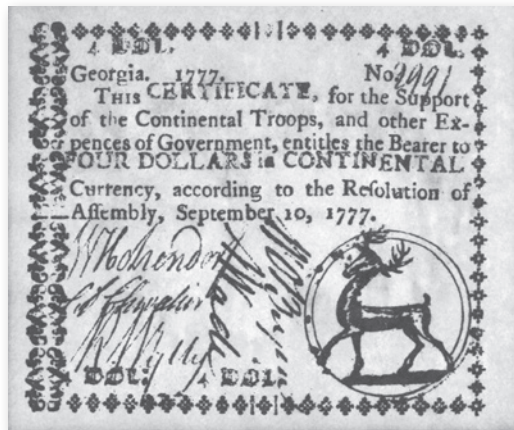 4 DOL. 4 DOL.
Georgia. 1777. No 2991
THIS CERTIFICATE, for the Support
of the Continental Troops, and other Ex-
pences of Government, entitles the Bearer to
FOUR DOLLARS in CONTINENTAL
Currency, according to the Reſolution of
Aſſembly, September 10, 1777.
DOL. 4 DOL.